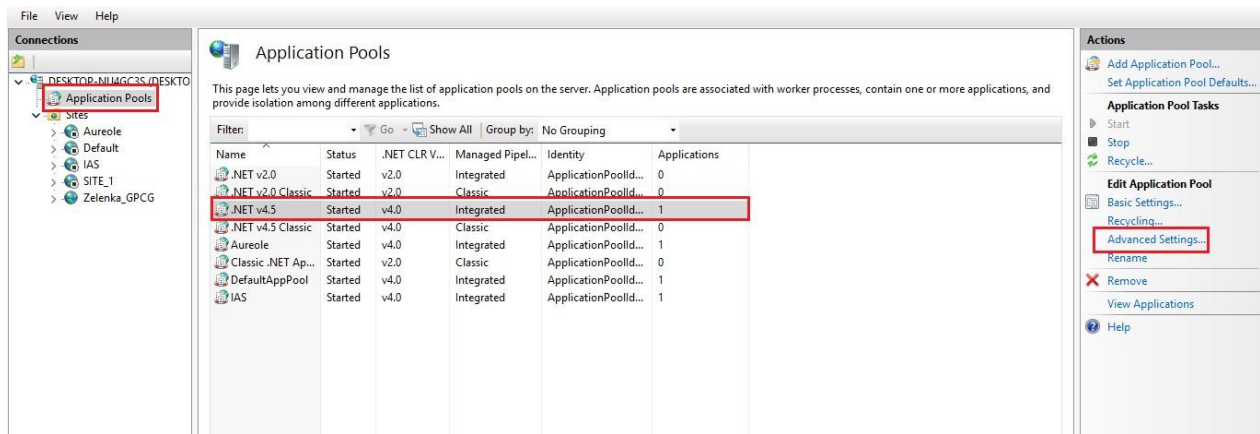 File View Help
Connections
DESKTOP-NU4GC3S (DESKTO
Application Pools
Sites
Aureole
Default
IAS
SITE_1
Zelenka_GPCG
Application Pools
This page lets you view and manage the list of application pools on the server. Application pools are associated with worker processes, contain one or more applications, and
provide isolation among different applications.
Filter: Go Show All Group by: No Grouping
Name Status .NET CLR V... Managed Pipel... Identity Applications
.NET v2.0 Started v2.0 Integrated ApplicationPoolId... 0
.NET v2.0 Classic Started v2.0 Classic ApplicationPoolId... 0
.NET v4.5 Started v4.0 Integrated ApplicationPoolId... 1
.NET v4.5 Classic Started v4.0 Classic ApplicationPoolId... 0
Aureole Started v4.0 Integrated ApplicationPoolId... 1
Classic .NET Ap... Started v2.0 Classic ApplicationPoolId... 0
DefaultAppPool Started v4.0 Integrated ApplicationPoolId... 1
IAS Started v4.0 Integrated ApplicationPoolId... 1
Actions
Add Application Pool...
Set Application Pool Defaults...
Application Pool Tasks
Start
Stop
Recycle...
Edit Application Pool
Basic Settings...
Recycling...
Advanced Settings...
Rename
Remove
View Applications
Help